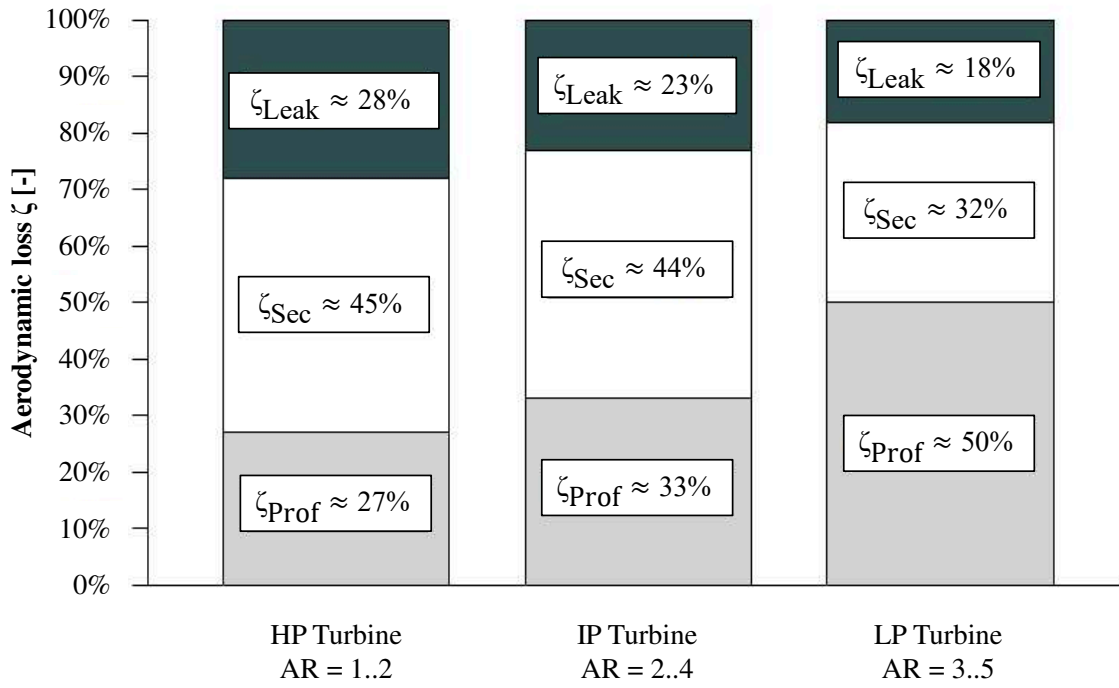 Aerodynamic loss ζ [-]
100%
90%
80%
70%
60%
50%
40%
30%
20%
10%
0%
ζLeak ≈ 28%
ζSec ≈ 45%
ζProf ≈ 27%
ζLeak ≈ 23%
ζSec ≈ 44%
ζProf ≈ 33%
ζLeak ≈ 18%
ζSec ≈ 32%
ζProf ≈ 50%
HP Turbine
AR = 1..2
IP Turbine
AR = 2..4
LP Turbine
AR = 3..5